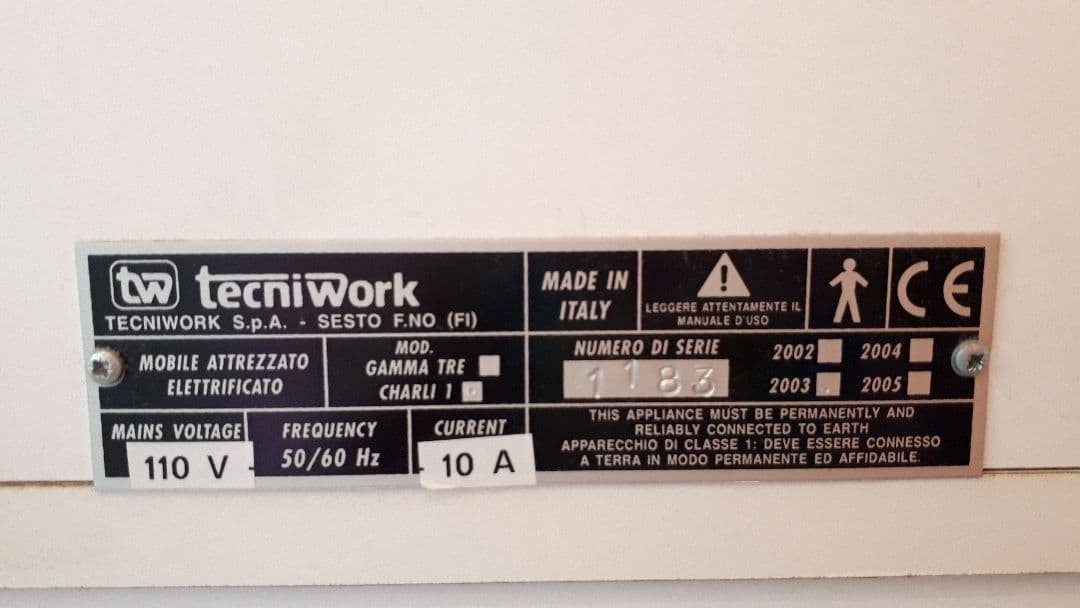 tw tecniwork
TECNIWORK S.p.A. - SESTO F.NO (FI)
MADE IN
ITALY
LEGGERE ATTENTAMENTE IL
MANUALE D'USO
CE
MOBILE ATTREZZATO
ELETTRIFICATO
MOD.
GAMMA TRE
CHARLI 1
NUMERO DI SERIE
1183
2002
2004
2003
2005
MAINS VOLTAGE
110 V
FREQUENCY
50/60 Hz
CURRENT
10 A
THIS APPLIANCE MUST BE PERMANENTLY AND
RELIABLY CONNECTED TO EARTH
APPARECCHIO DI CLASSE 1: DEVE ESSERE CONNESSO
A TERRA IN MODO PERMANENTE ED AFFIDABILE.